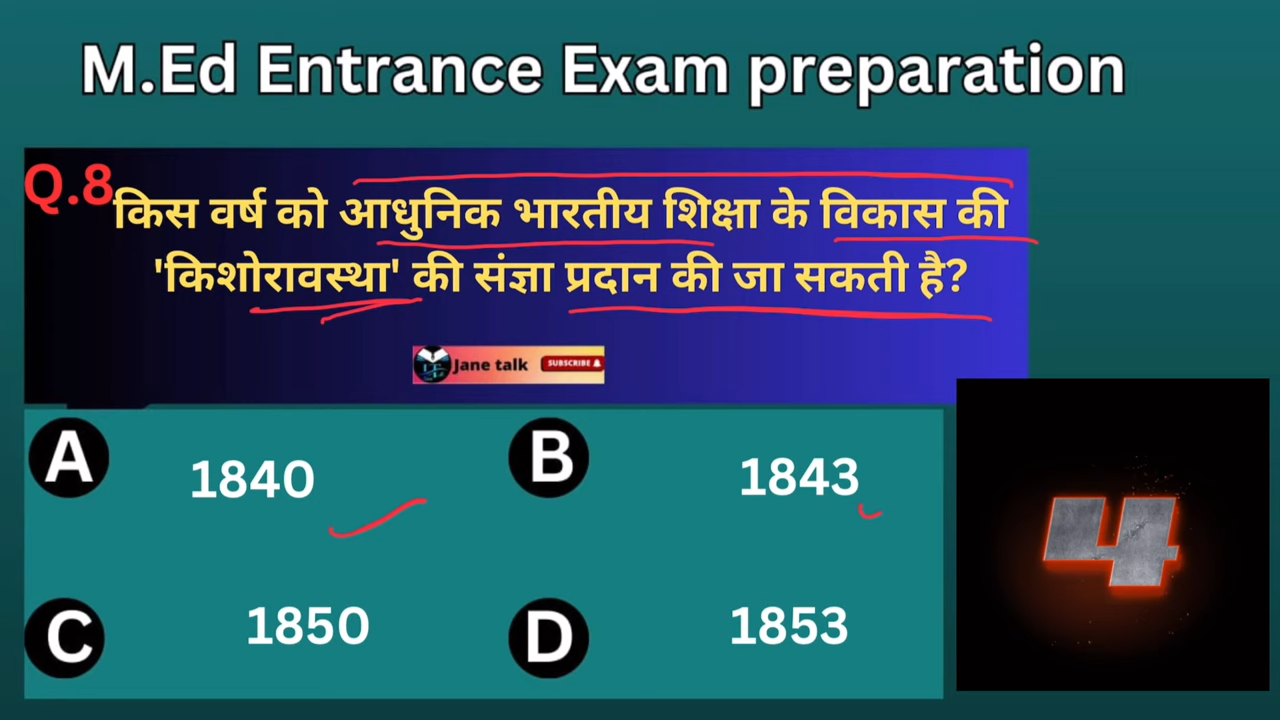 M.Ed Entrance Exam preparation
Q.8
किस वर्ष को आधुनिक भारतीय शिक्षा के विकास की
'किशोरावस्था' की संज्ञा प्रदान की जा सकती है?
Jane talk SUBSCRIBE
A 1840
B 1843
C 1850
D 1853
4